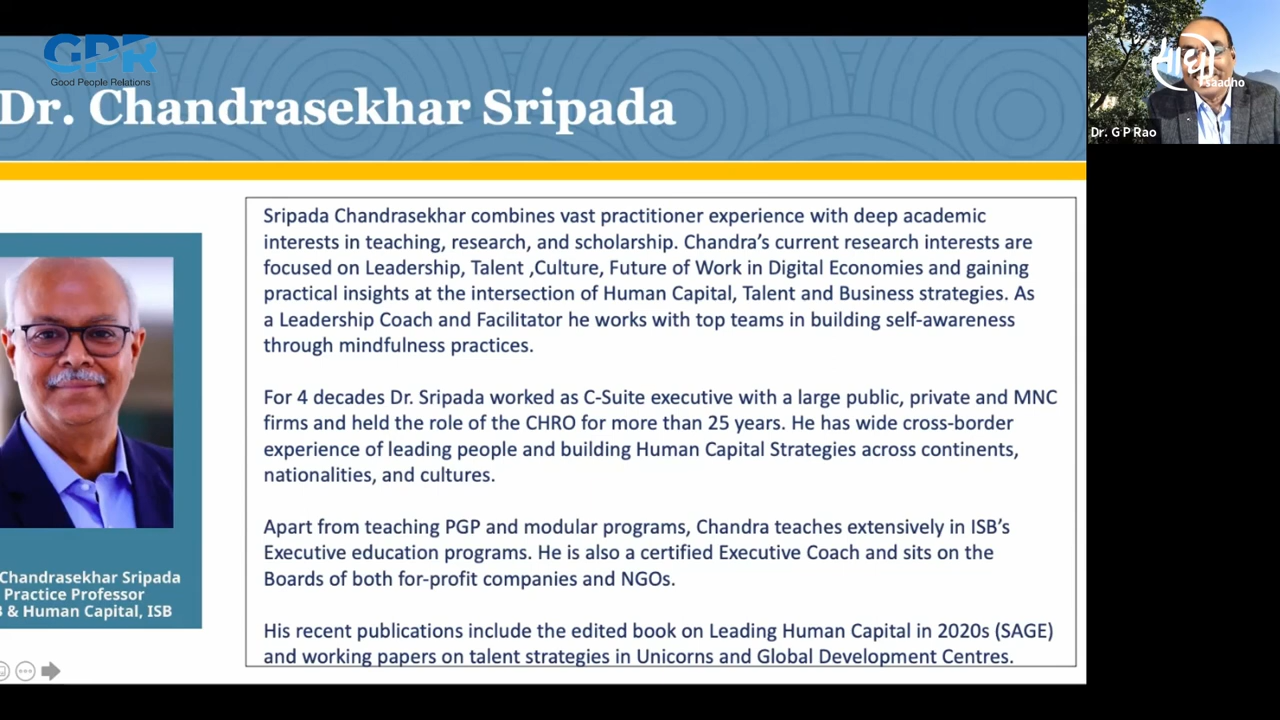 GPR
Good People Relations
Dr. Chandrasekhar Sripada
Sripada Chandrasekhar combines vast practitioner experience with deep academic
interests in teaching, research, and scholarship. Chandra’s current research interests are
focused on Leadership, Talent ,Culture, Future of Work in Digital Economies and gaining
practical insights at the intersection of Human Capital, Talent and Business strategies. As
a Leadership Coach and Facilitator he works with top teams in building self-awareness
through mindfulness practices.
For 4 decades Dr. Sripada worked as C-Suite executive with a large public, private and MNC
firms and held the role of the CHRO for more than 25 years. He has wide cross-border
experience of leading people and building Human Capital Strategies across continents,
nationalities, and cultures.
Apart from teaching PGP and modular programs, Chandra teaches extensively in ISB’s
Executive education programs. He is also a certified Executive Coach and sits on the
Boards of both for-profit companies and NGOs.
His recent publications include the edited book on Leading Human Capital in 2020s (SAGE)
and working papers on talent strategies in Unicorns and Global Development Centres.
Chandrasekhar Sripada
Practice Professor
& Human Capital, ISB
साधो
saadho
Dr. G P Rao